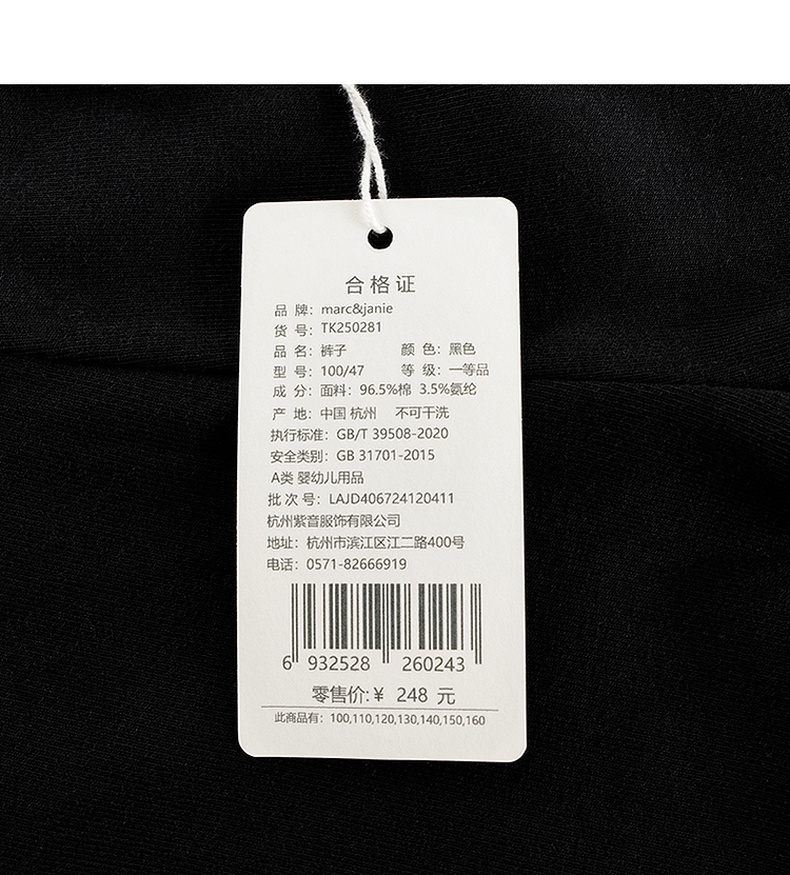 合格证
品 牌：marc&janie
货 号：TK250281
品 名：裤子 颜 色：黑色
型 号：100/47 等 级：一等品
成 分：面料：96.5%棉 3.5%氨纶
产 地：中国 杭州 不可干洗
执行标准：GB/T 39508-2020
安全类别：GB 31701-2015
A类 婴幼儿用品
批 次 号：LAJD406724120411
杭州紫音服饰有限公司
地址：杭州市滨江区江二路400号
电话：0571-82666919
6 932528 260243
零售价:¥ 248 元
此商品有：100,110,120,130,140,150,160